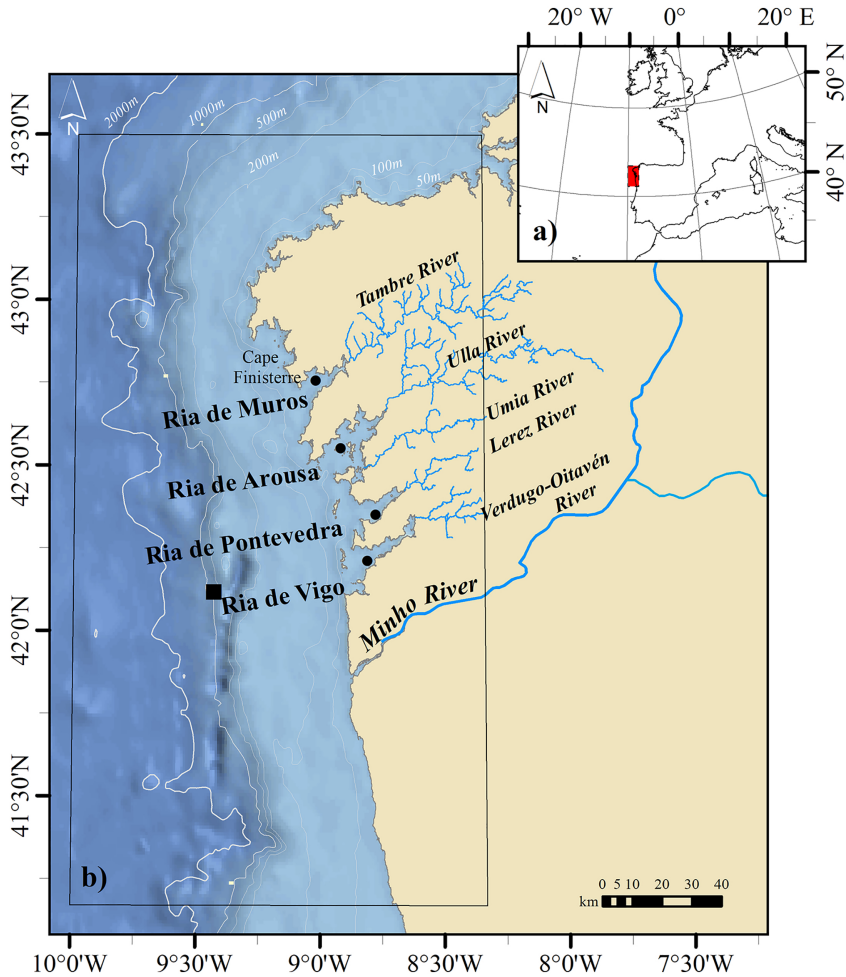 20° W 0° 20° E
50° N
40° N
N
a)
43°30'N
43°0'N
42°30'N
42°0'N
41°30'N
N
2000m
1000m
500m
200m
100m
50m
Tambre River
Ulla River
Cape
Finisterre
Umia River
Ria de Muros
Lerez River
Ria de Arousa
Verdugo-Oitavén
River
Ria de Pontevedra
Ria de Vigo
Minho River
b)
0 5 10 20 30 40
km
10°0'W 9°30'W 9°0'W 8°30'W 8°0'W 7°30'W